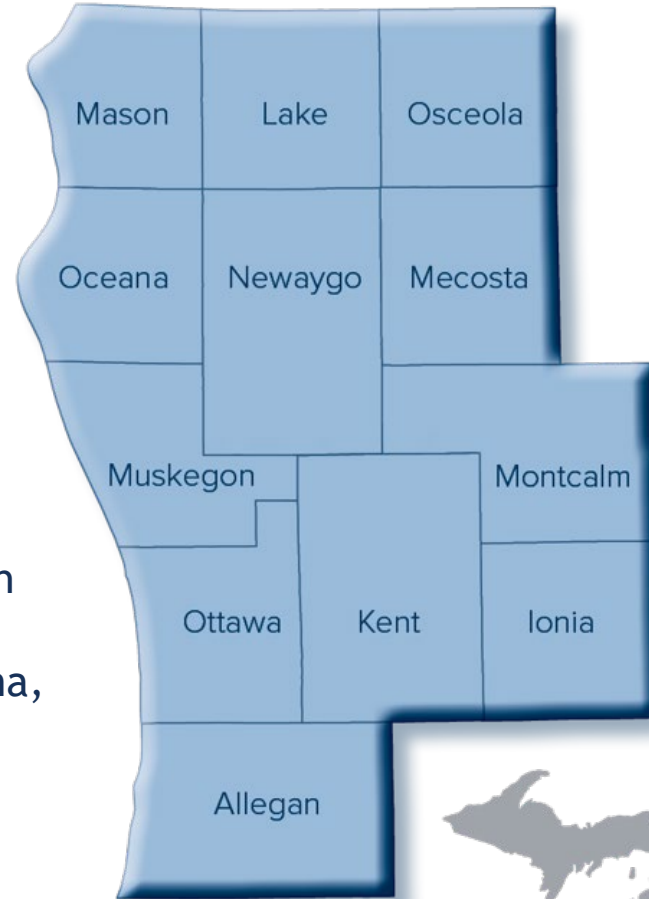 Mason Lake Osceola
Oceana Newaygo Mecosta
Muskegon Montcalm
Ottawa Kent Ionia
Allegan